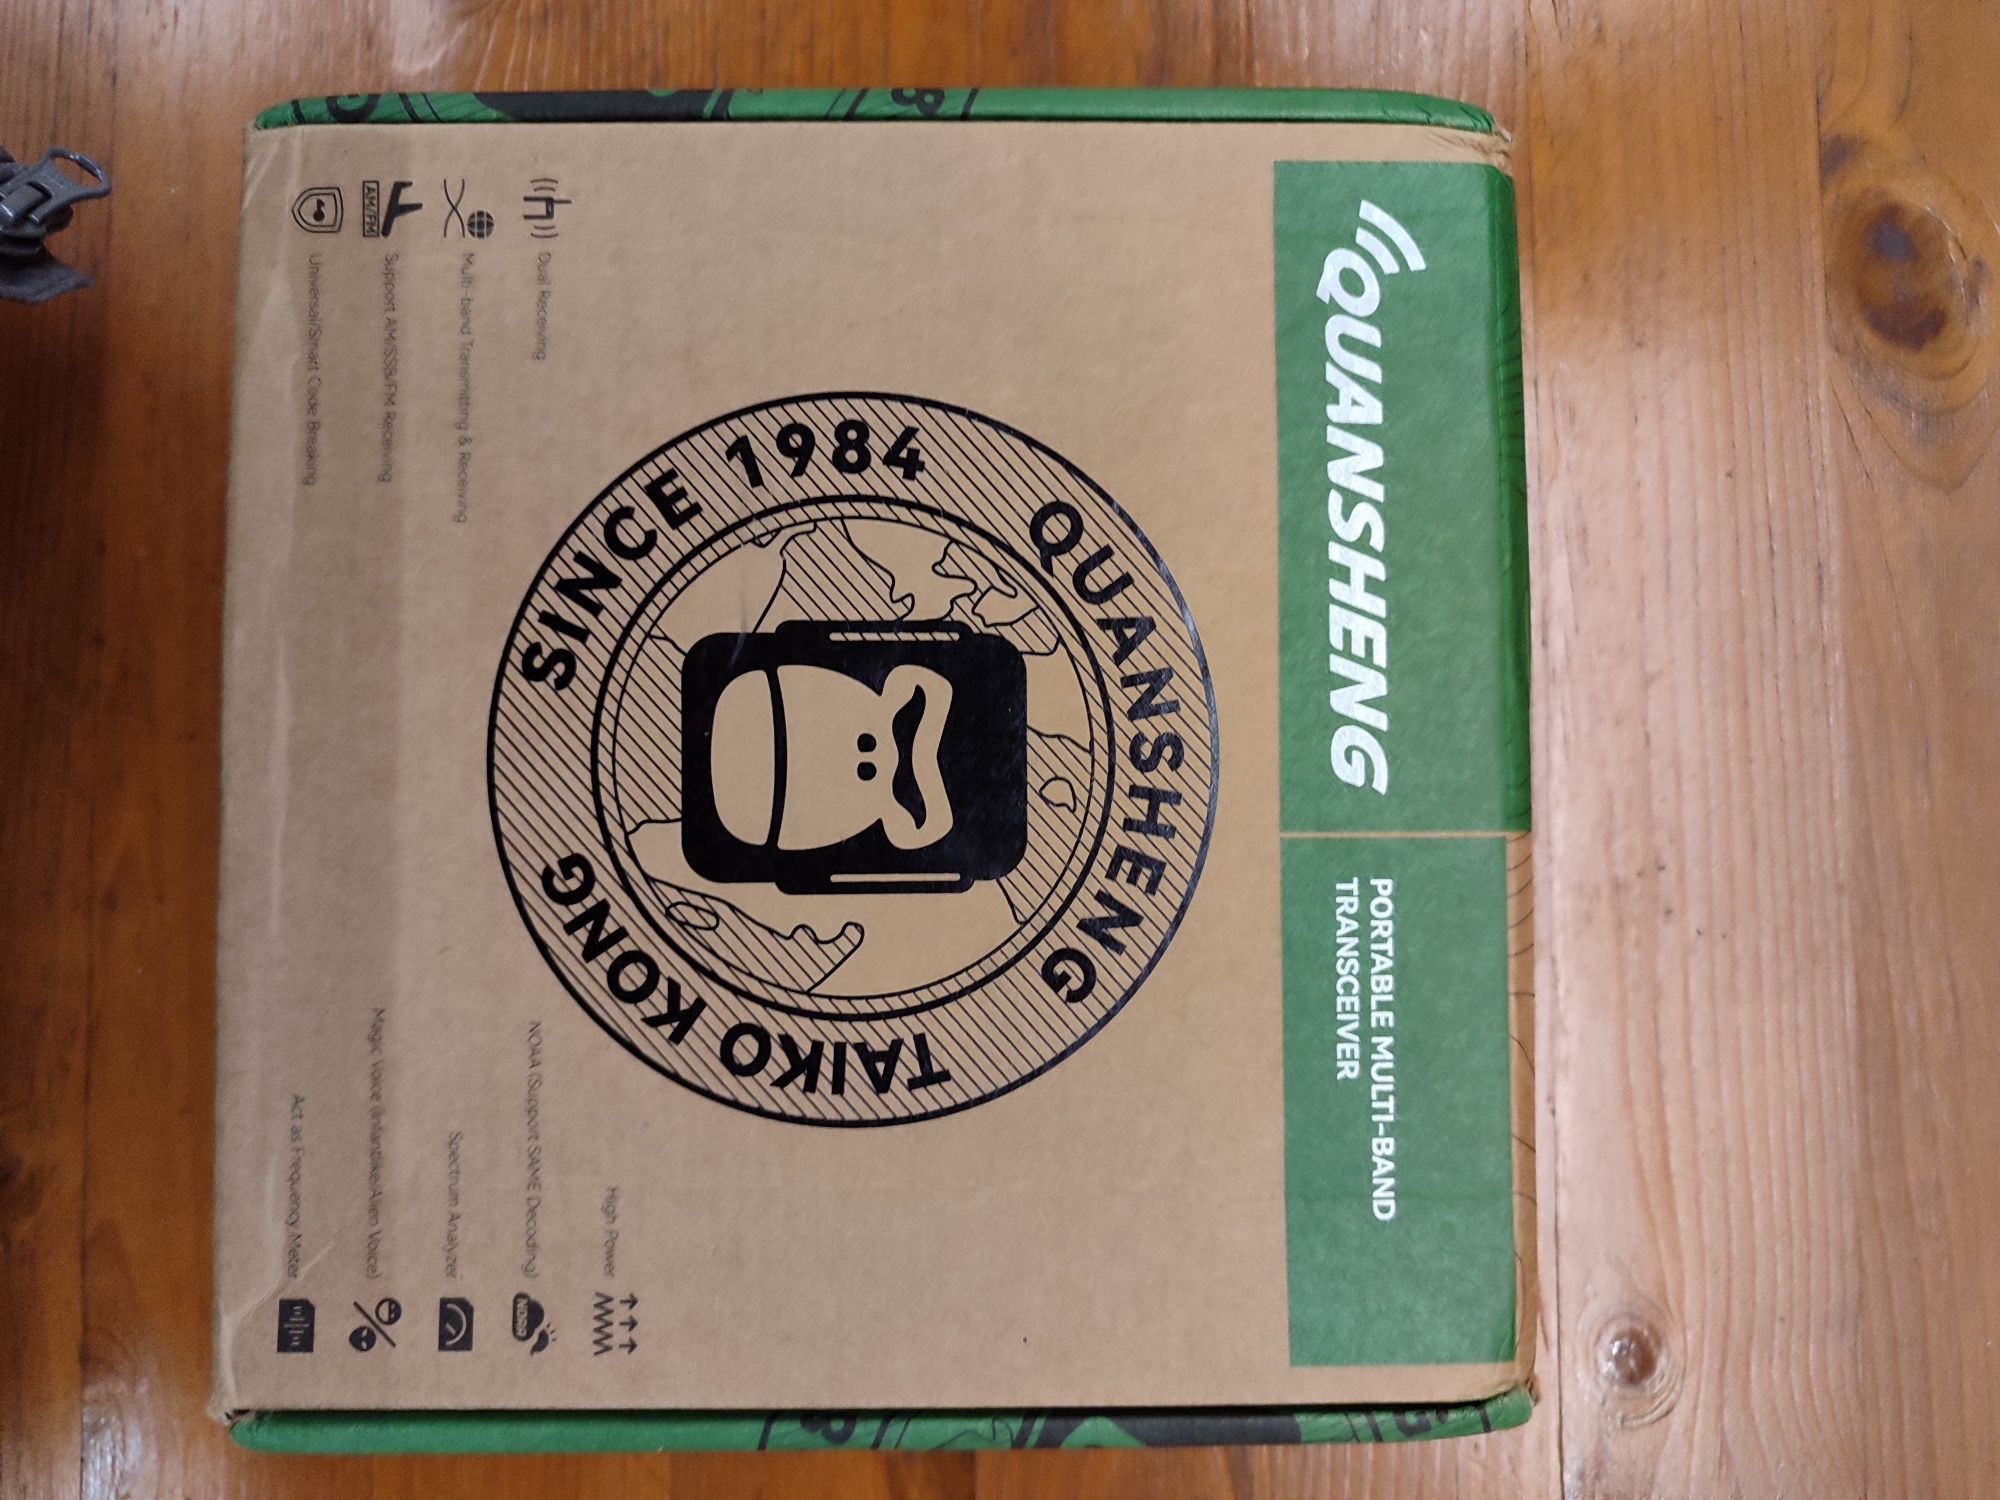 QUANSHENG
PORTABLE MULTI-BAND
TRANSCEIVER
QUANSHENG
SINCE 1984
TAIKO KONG
Dual Receiving
Multi-band Transmitting & Receiving
AM/FM
Support AM/SSB/FM Receiving
Universal/Smart Code Breaking
High Power
NOAA (Support SAME Decoding)
NOAA
Spectrum Analyzer
Magic Voice (Infantlike/Alien Voice)
Act as Frequency Meter